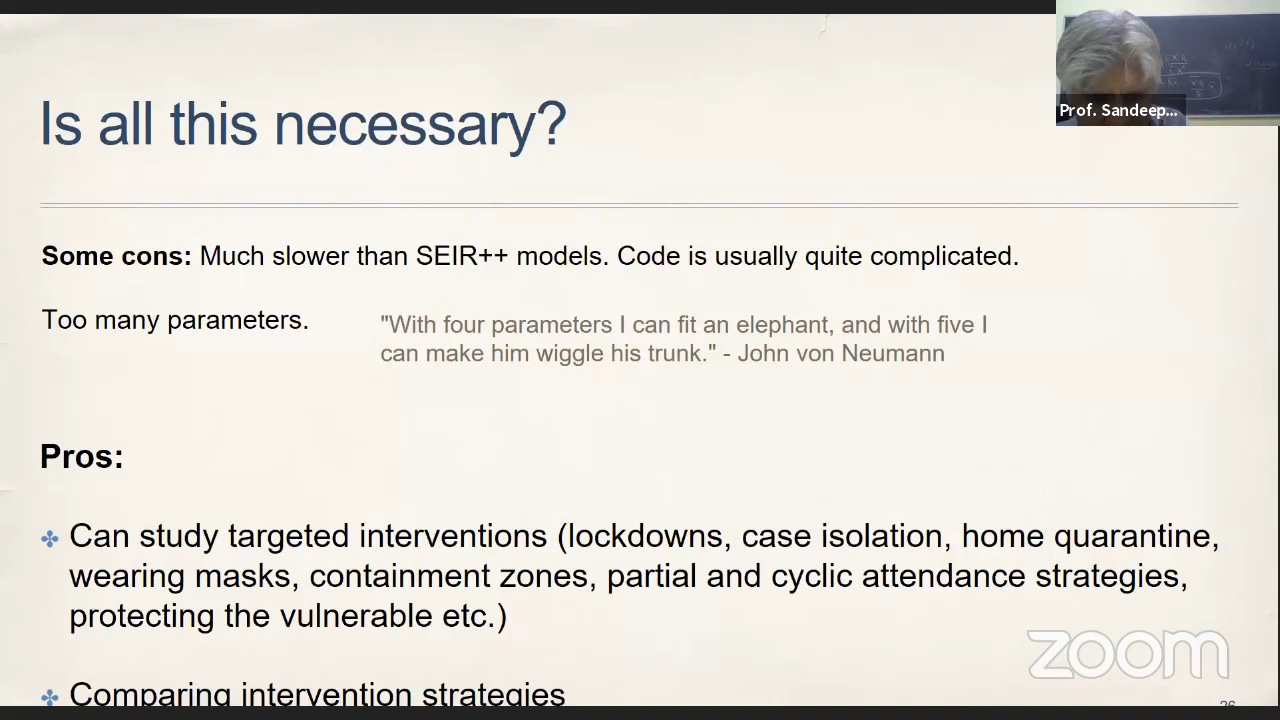 Prof. Sandeep...
Is all this necessary?
Some cons: Much slower than SEIR++ models. Code is usually quite complicated.
Too many parameters.
"With four parameters I can fit an elephant, and with five I
can make him wiggle his trunk." - John von Neumann
Pros:
Can study targeted interventions (lockdowns, case isolation, home quarantine,
wearing masks, containment zones, partial and cyclic attendance strategies,
protecting the vulnerable etc.)
zoom
Comparing intervention strategies
26